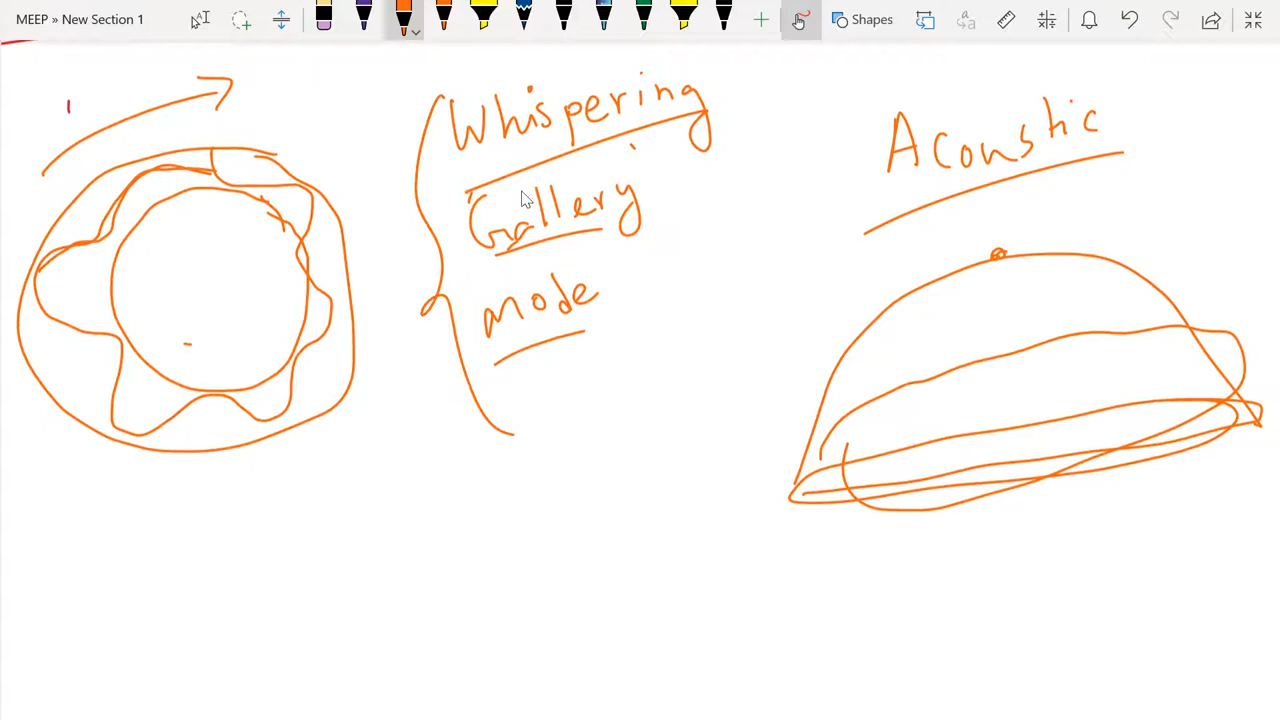 MEEP » New Section 1
Shapes
Whispering
Gallery
mode
Acoustic